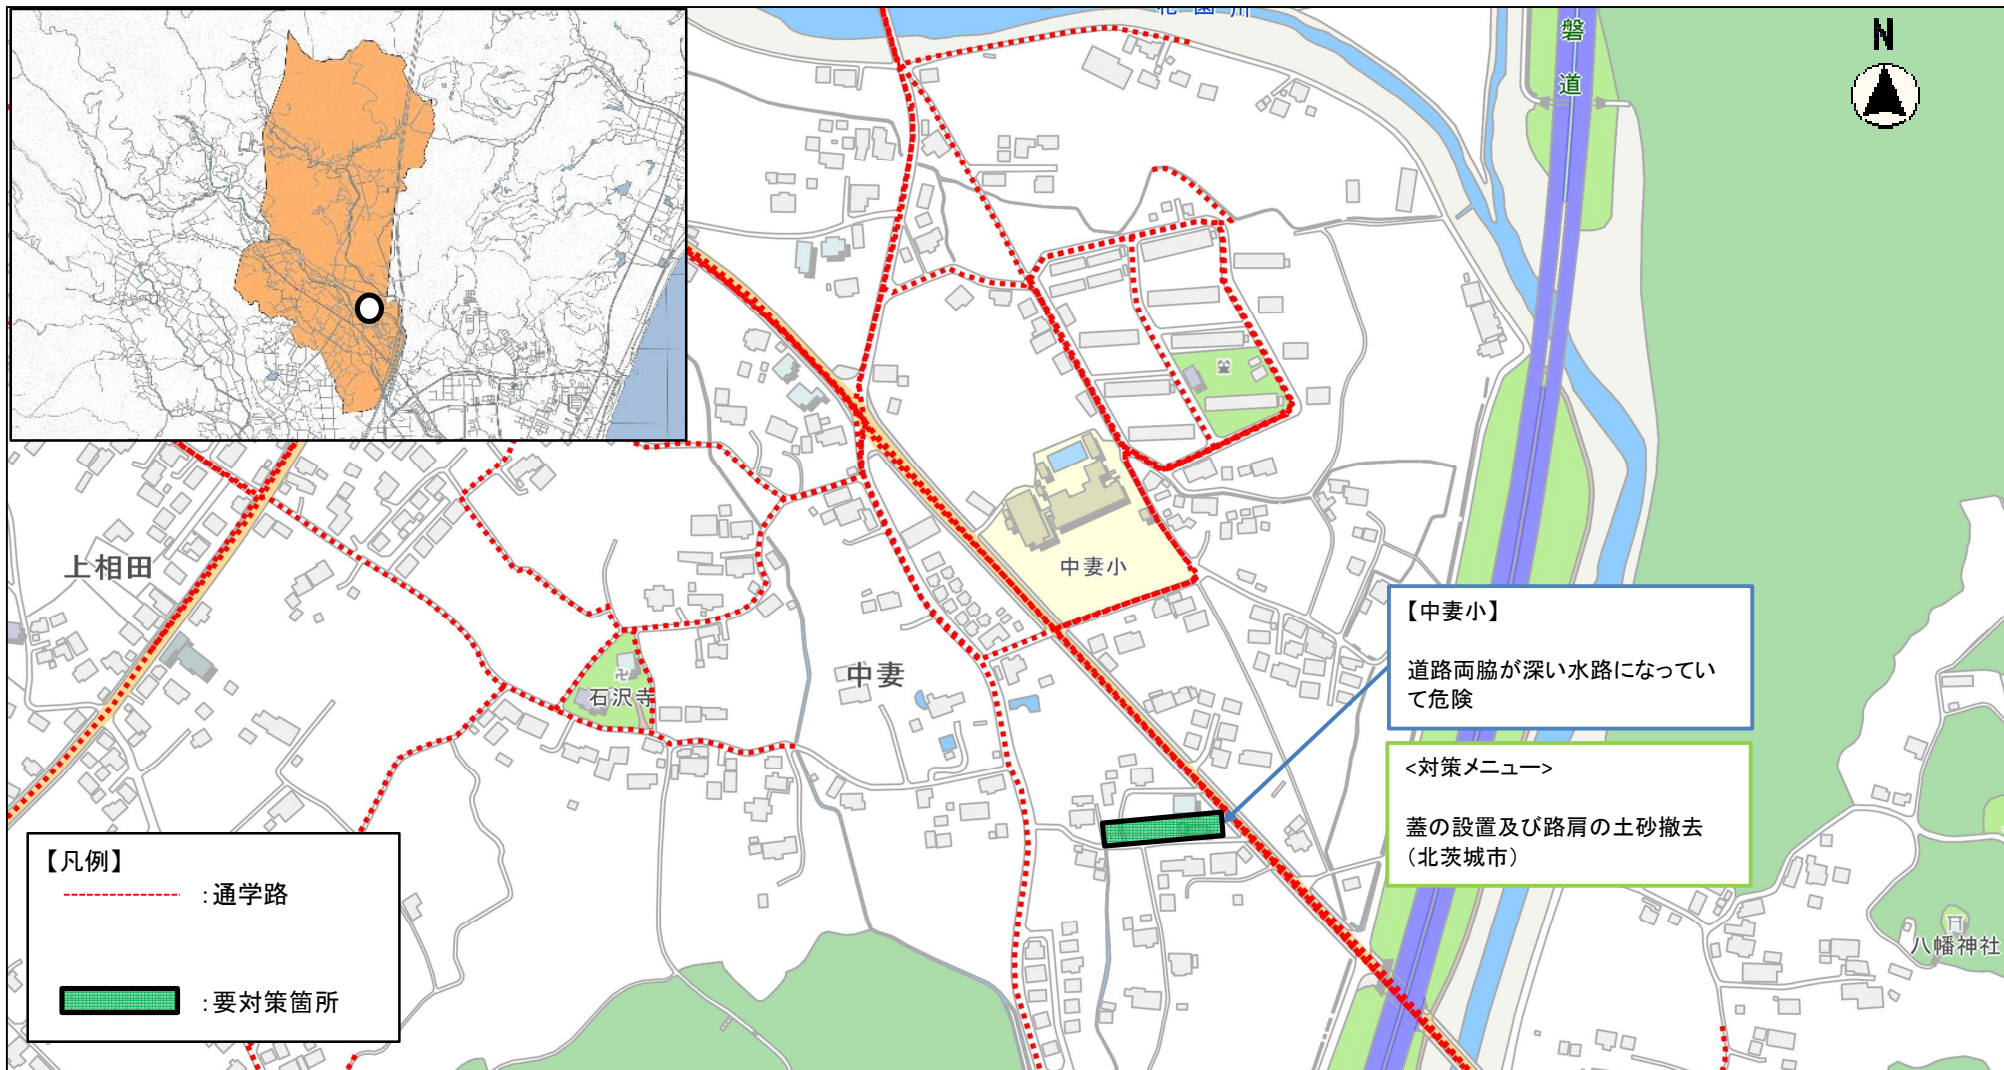 花園川
磐
道
N
上相田
中妻小
【中妻小】
道路両脇が深い水路になってい
て危険
中妻
石沢寺
<対策メニュー>
蓋の設置及び路肩の土砂撤去
(北茨城市)
【凡例】
:通学路
:要対策箇所
八幡神社